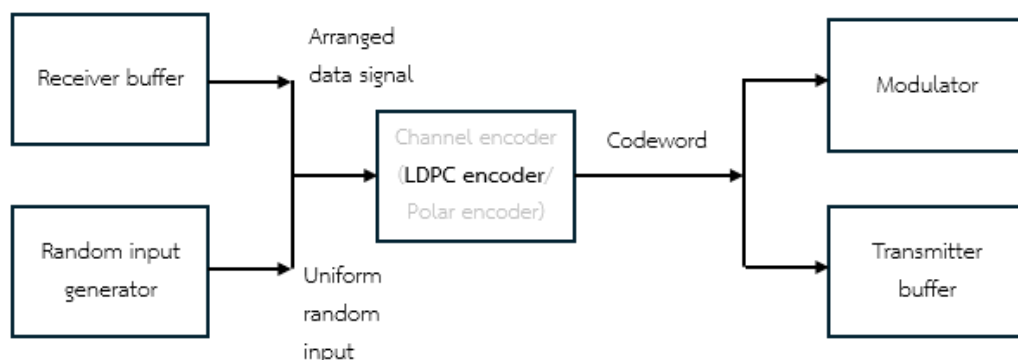 Receiver buffer
Arranged
data signal
Channel encoder
(LDPC encoder/
Polar encoder)
Codeword
Modulator
Random input
generator
Uniform
random
input
Transmitter
buffer